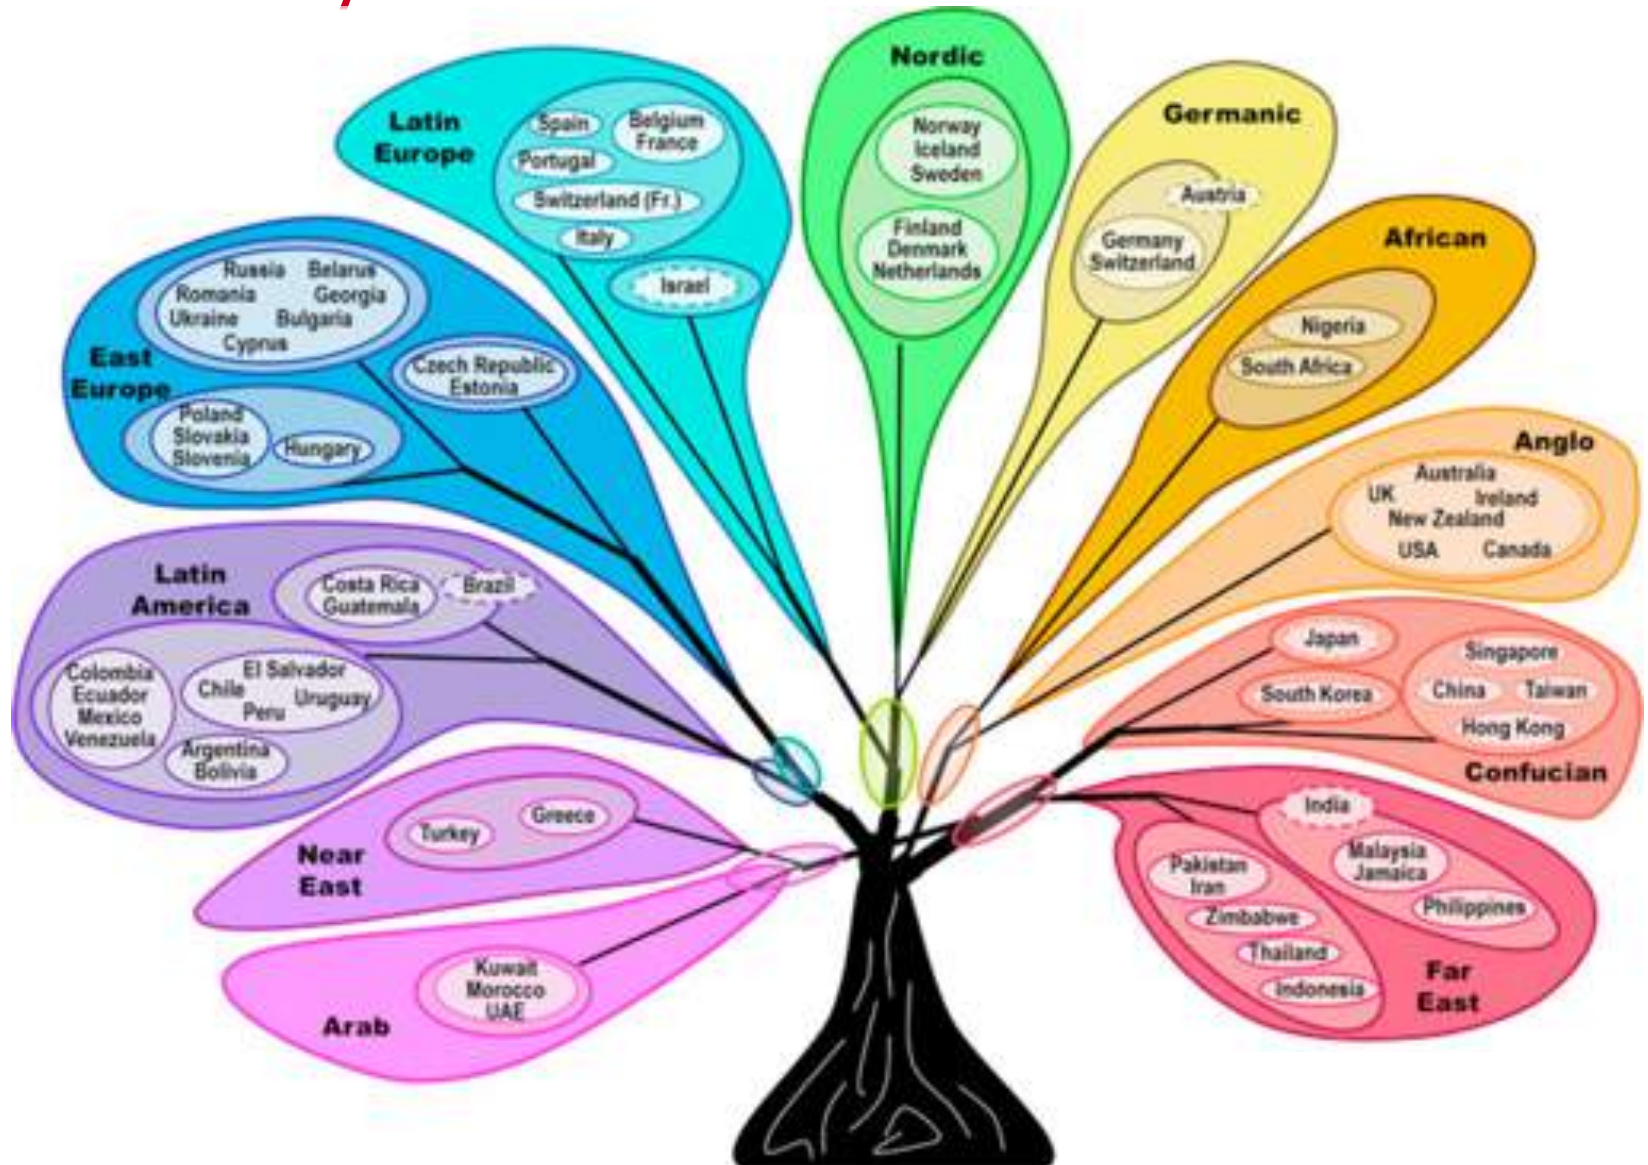 Nordic
Norway
Iceland
Sweden
Finland
Denmark
Netherlands
Germanic
Austria
Germany
Switzerland
African
Nigeria
South Africa
Anglo
Australia
UK Ireland
New Zealand
USA Canada
Confucian
Japan
South Korea
Singapore
China Taiwan
Hong Kong
Far
East
India
Malaysia
Jamaica
Philippines
Pakistan
Iran
Zimbabwe
Thailand
Indonesia
Latin
Europe
Spain
Belgium
France
Portugal
Switzerland (Fr.)
Italy
Israel
East
Europe
Russia Belarus
Romania Georgia
Ukraine Bulgaria
Cyprus
Czech Republic
Estonia
Poland
Slovakia
Slovenia
Hungary
Latin
America
Costa Rica
Guatemala
Brazil
Colombia
Ecuador
Mexico
Venezuela
El Salvador
Chile
Uruguay
Peru
Argentina
Bolivia
Near
East
Turkey
Greece
Arab
Kuwait
Morocco
UAE